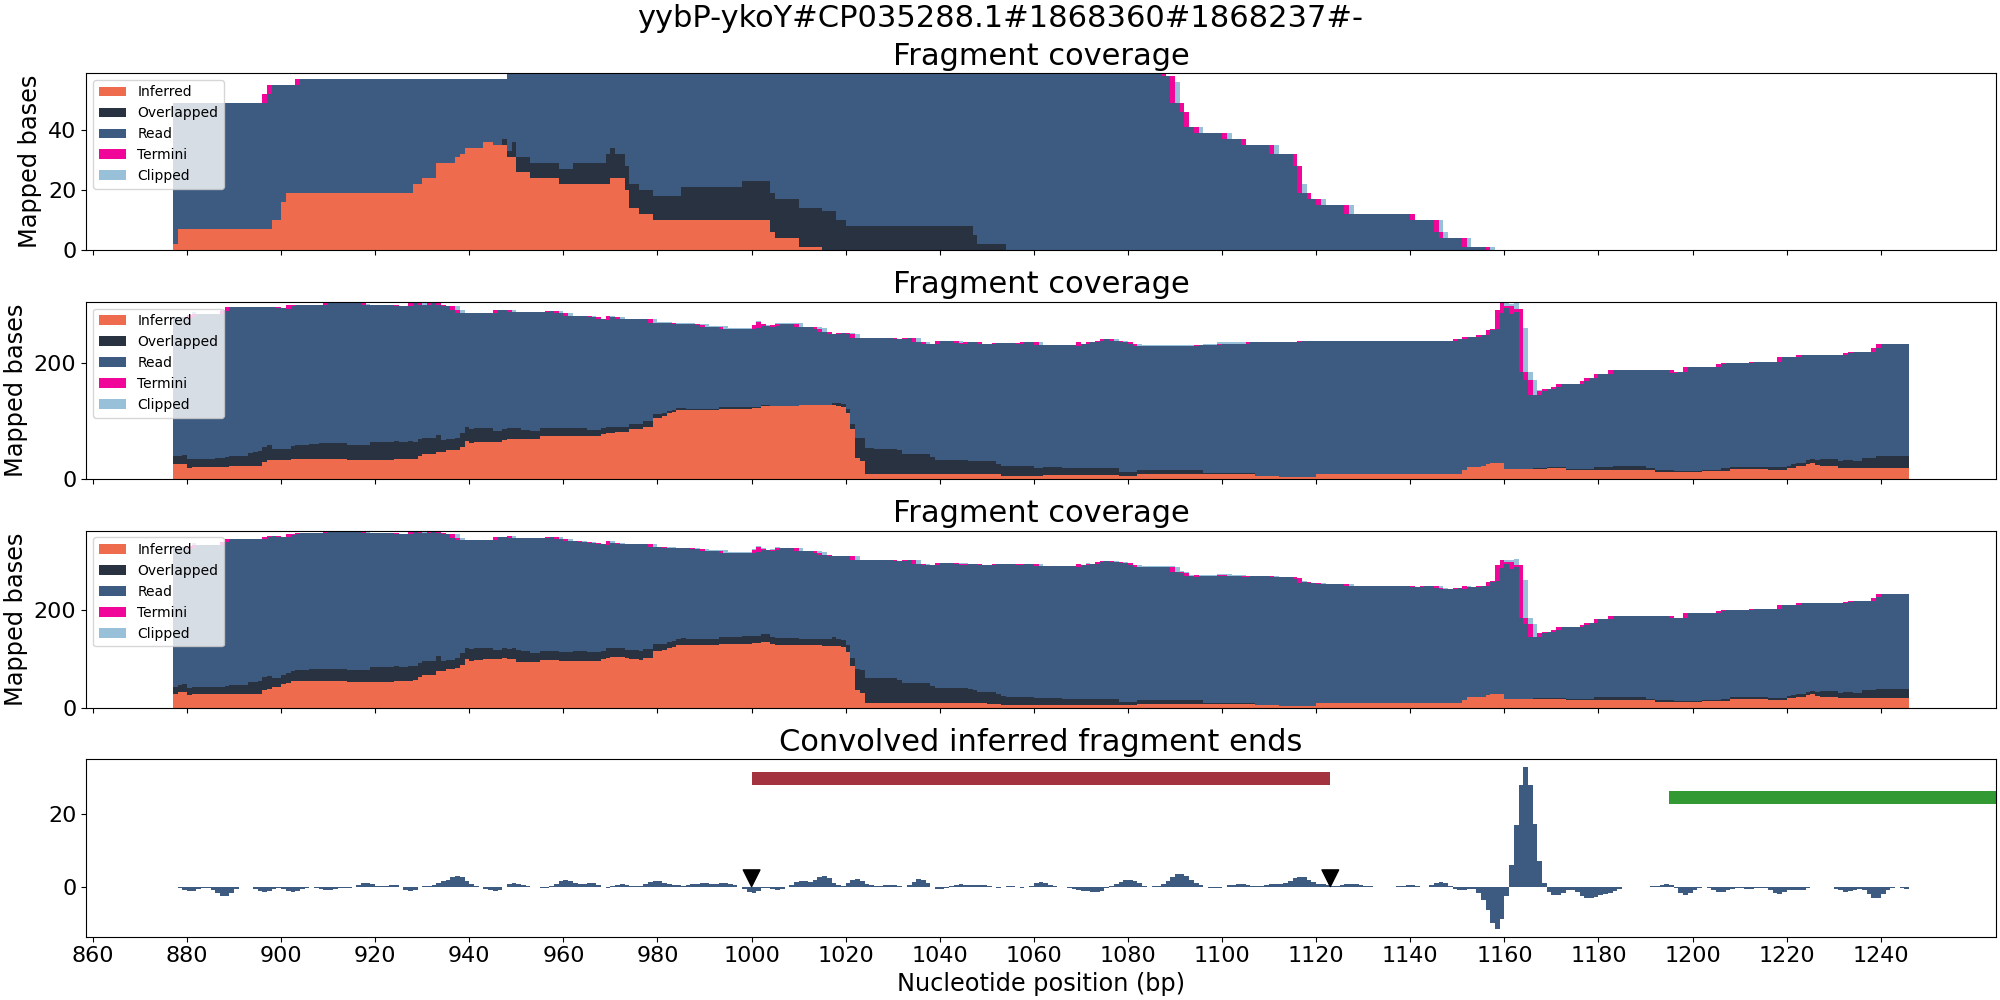 yybP-ykoY#CP035288.1#1868360#1868237#-
Fragment coverage
Mapped bases
40
20
0
Inferred
Overlapped
Read
Termini
Clipped
Fragment coverage
Mapped bases
200
0
Inferred
Overlapped
Read
Termini
Clipped
Fragment coverage
Mapped bases
200
0
Inferred
Overlapped
Read
Termini
Clipped
Convolved inferred fragment ends
20
0
860 880 900 920 940 960 980 1000 1020 1040 1060 1080 1100 1120 1140 1160 1180 1200 1220 1240
Nucleotide position (bp)